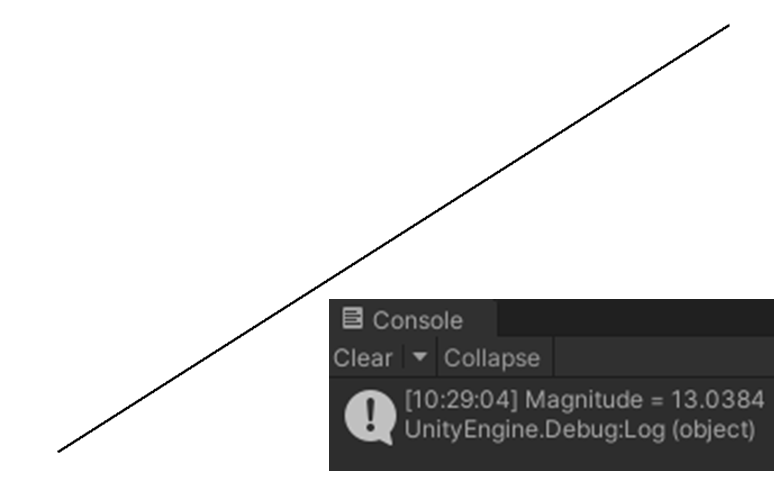 Console
Clear Collapse
[10:29:04] Magnitude = 13.0384
UnityEngine.Debug:Log (object)